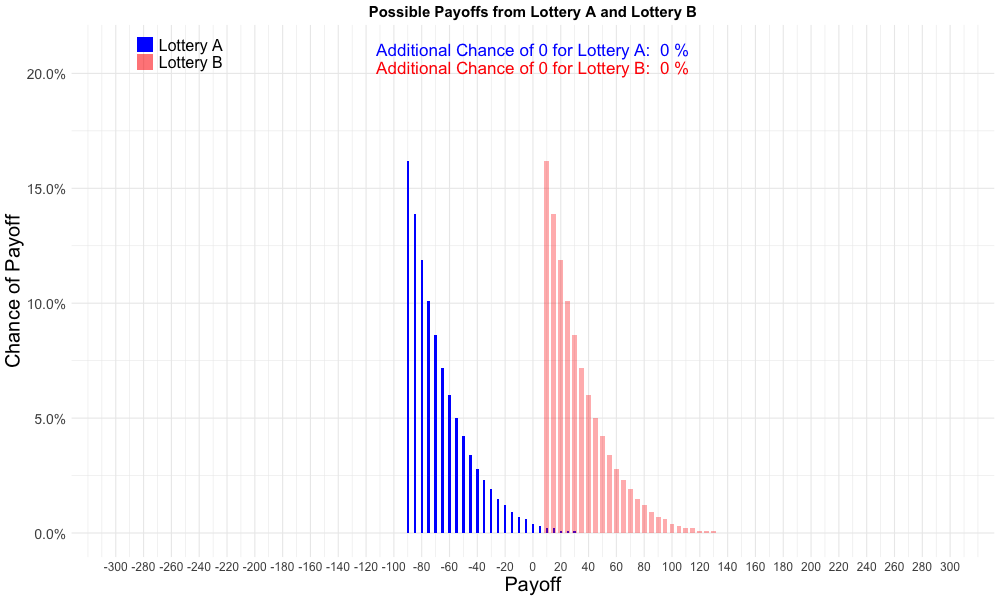 Possible Payoffs from Lottery A and Lottery B
Lottery A
Lottery B
Additional Chance of 0 for Lottery A:  0 %
Additional Chance of 0 for Lottery B:  0 %
20.0%
15.0%
10.0%
5.0%
0.0%
Chance of Payoff
-300 -280 -260 -240 -220 -200 -180 -160 -140 -120 -100 -80 -60 -40 -20 0 20 40 60 80 100 120 140 160 180 200 220 240 260 280 300
Payoff